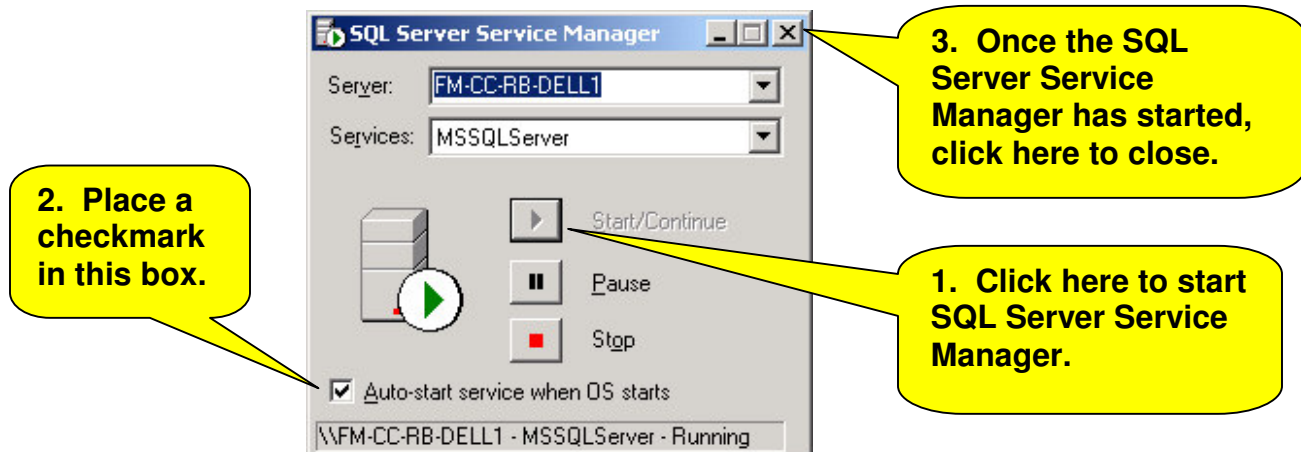 SQL Server Service Manager
Server: FM-CC-RB-DELL1
Services: MSSQLServer
Start/Continue
Pause
Stop
Auto-start service when OS starts
\\FM-CC-RB-DELL1 - MSSQLServer - Running
1. Click here to start
SQL Server Service
Manager.
2. Place a
checkmark
in this box.
3. Once the SQL
Server Service
Manager has started,
click here to close.